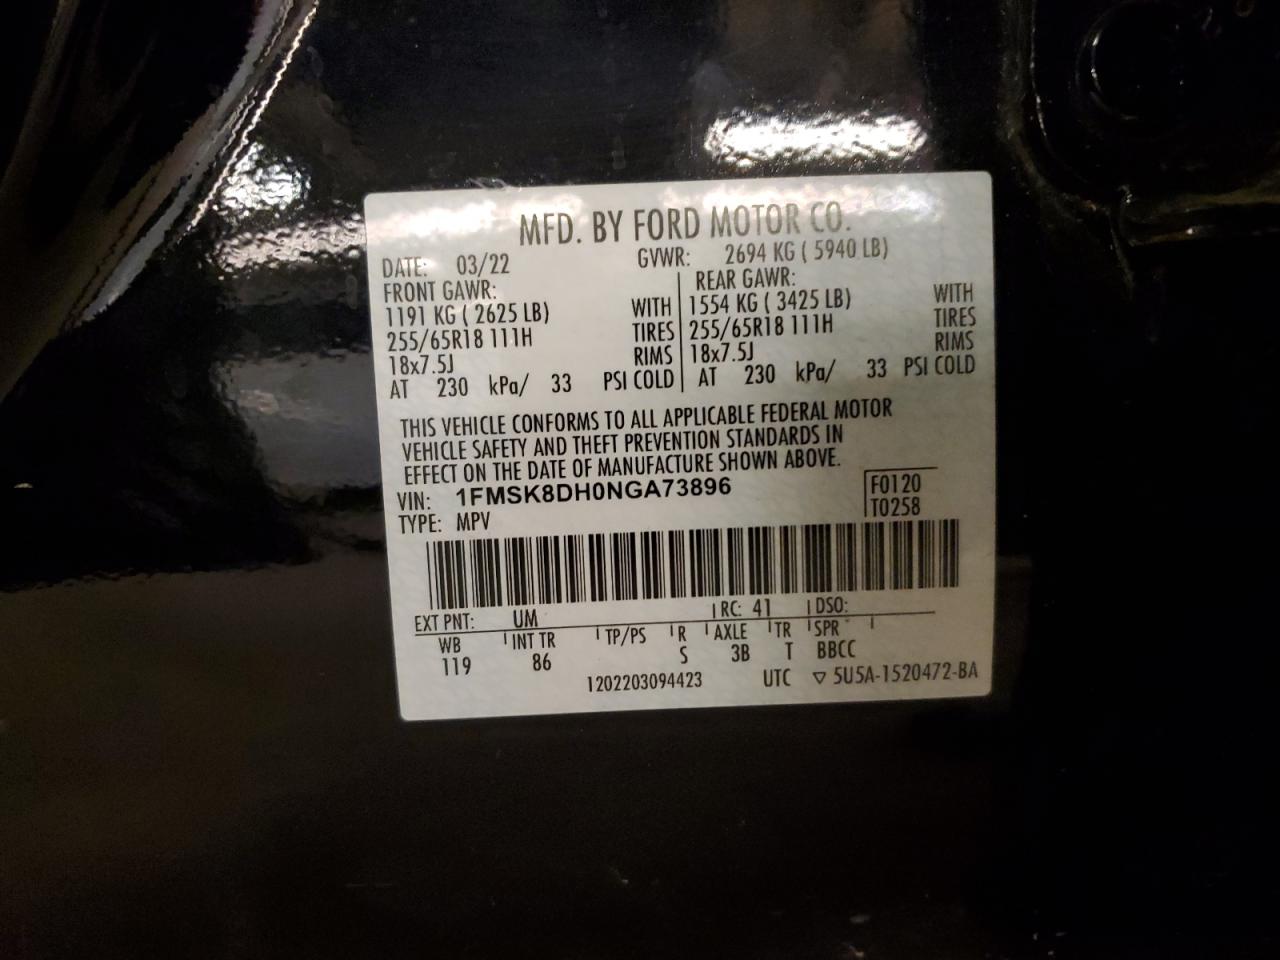 MFD. BY FORD MOTOR CO.
DATE: 03/22 GVWR: 2694 KG ( 5940 LB)
FRONT GAWR: REAR GAWR:
1191 KG ( 2625 LB) WITH 1554 KG ( 3425 LB) WITH
255/65R18 111H TIRES 255/65R18 111H TIRES
18x7.5J RIMS 18x7.5J RIMS
AT 230 kPa/ 33 PSI COLD AT 230 kPa/ 33 PSI COLD
THIS VEHICLE CONFORMS TO ALL APPLICABLE FEDERAL MOTOR
VEHICLE SAFETY AND THEFT PREVENTION STANDARDS IN
EFFECT ON THE DATE OF MANUFACTURE SHOWN ABOVE.
VIN: 1FMSK8DH0NGA73896 F0120
TYPE: MPV T0258
EXT PNT: UM RC: 41 DSO:
WB INT TR TP/PS R AXLE TR SPR
119 86 S 3B T BBCC
1202203094423 UTC ▽ 5U5A-1520472-BA